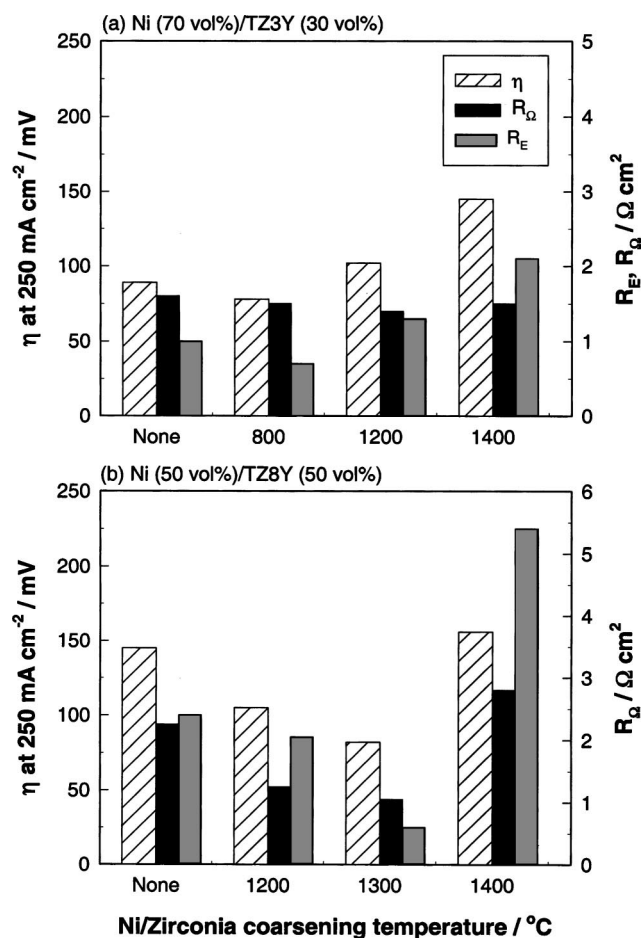 (a) Ni (70 vol%)/TZ3Y (30 vol%)
250
200
150
100
50
0
η at 250 mA cm⁻² / mV
η
R_Ω
R_E
5
4
3
2
1
0
R_E, R_Ω / Ω cm²
None 800 1200 1400
(b) Ni (50 vol%)/TZ8Y (50 vol%)
250
200
150
100
50
0
η at 250 mA cm⁻² / mV
6
5
4
3
2
1
0
R_Ω / Ω cm²
None 1200 1300 1400
Ni/Zirconia coarsening temperature / °C